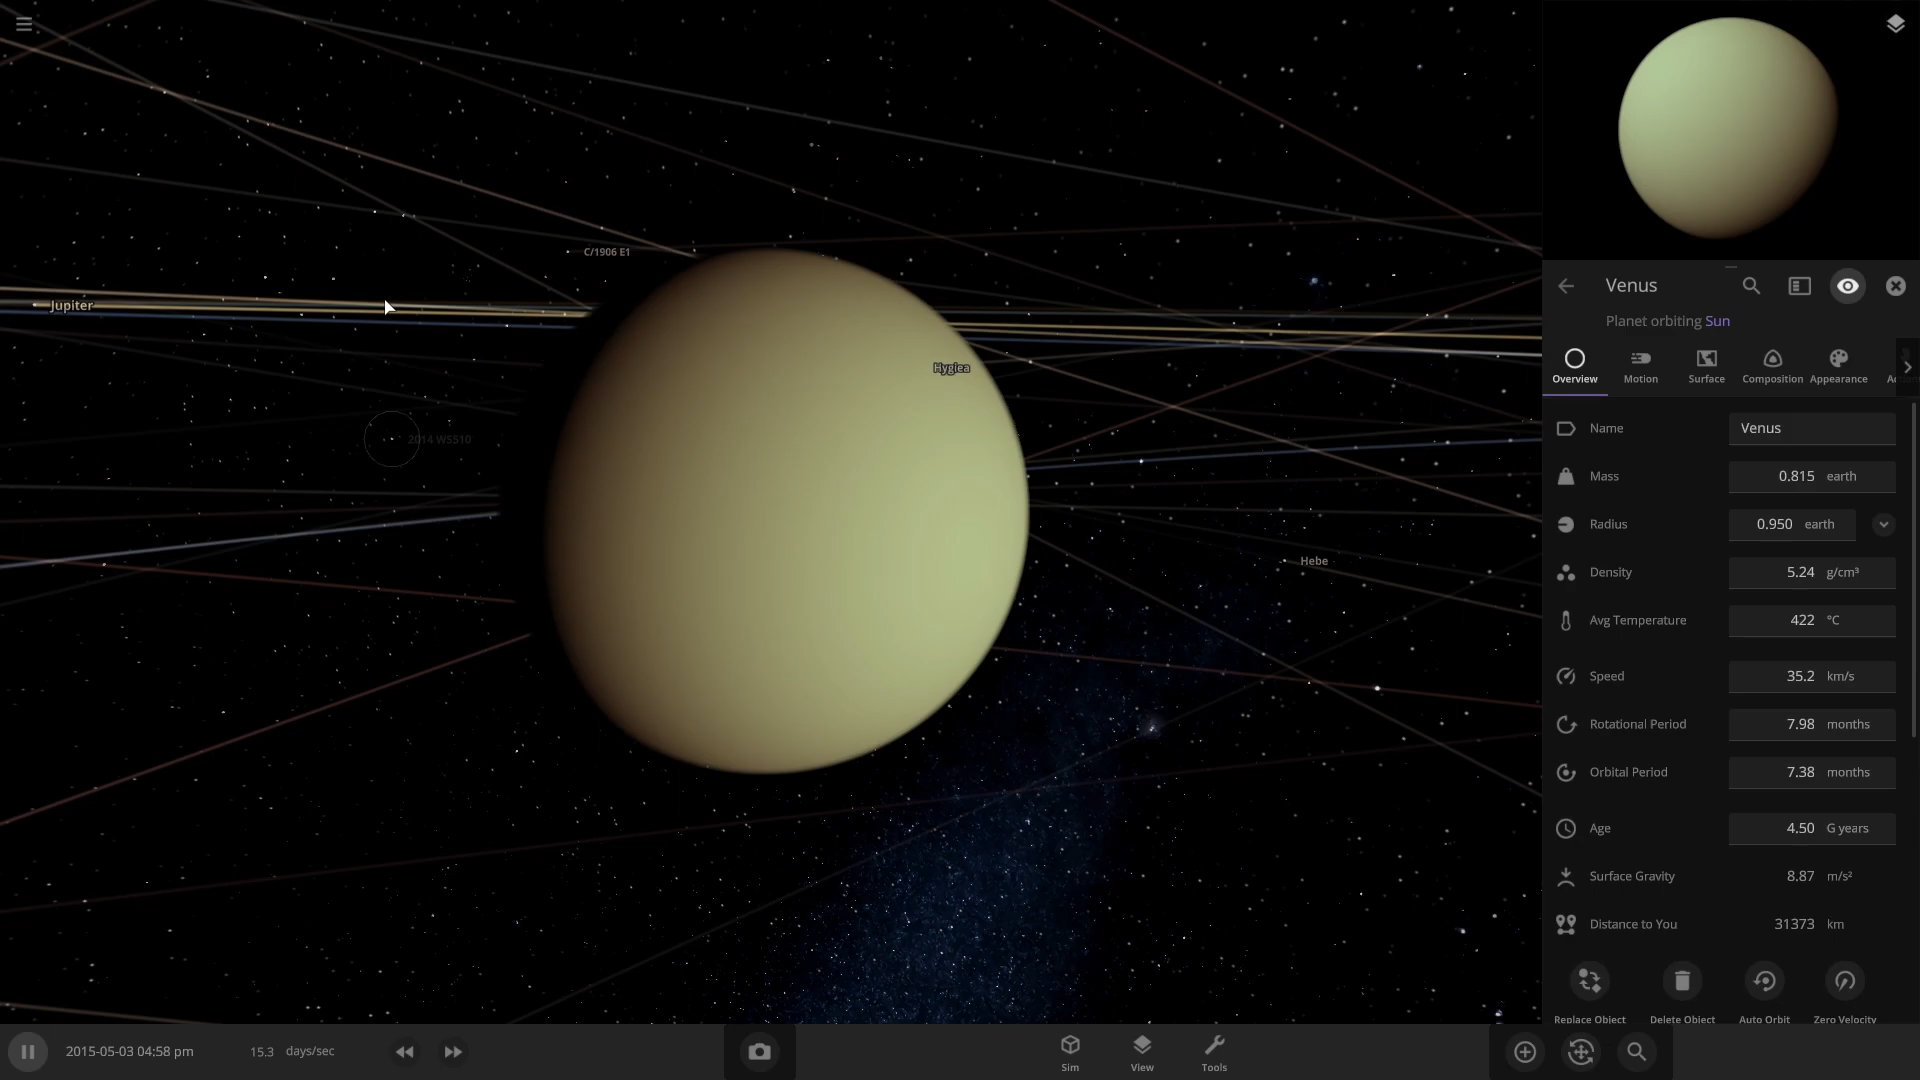 C/1906 E1
Jupiter
Hygiea
2014 WS510
Hebe
Venus
Planet orbiting Sun
Overview
Motion
Surface
Composition
Appearance
Name
Venus
Mass
0.815 earth
Radius
0.950 earth
Density
5.24 g/cm³
Avg Temperature
422 °C
Speed
35.2 km/s
Rotational Period
7.98 months
Orbital Period
7.38 months
Age
4.50 G years
Surface Gravity
8.87 m/s²
Distance to You
31373 km
Replace Object
Delete Object
Auto Orbit
Zero Velocity
2015-05-03 04:58 pm
15.3 days/sec
Sim
View
Tools